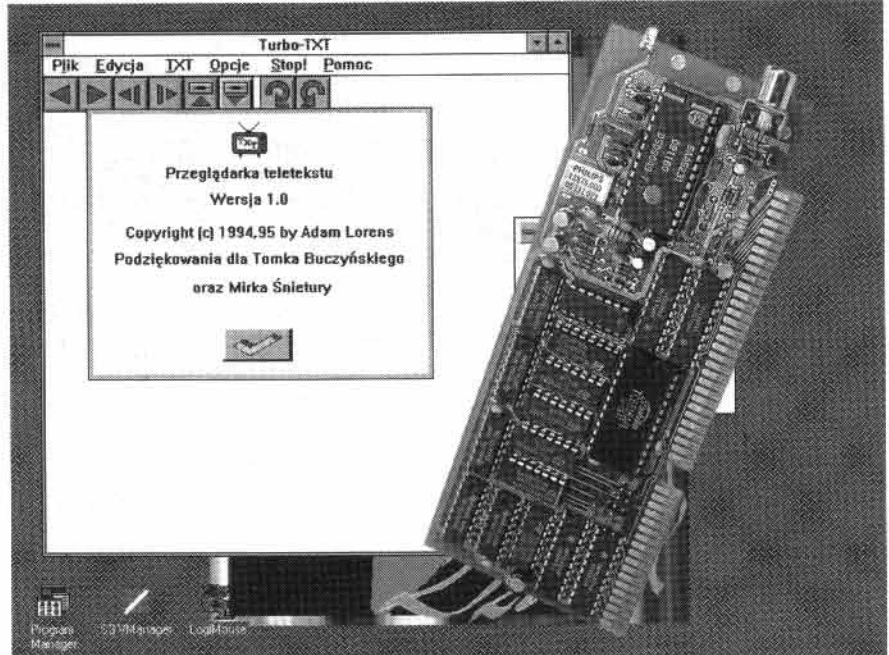 Turbo-TXT
Plik Edycja TXT Opcje Stop! Pomoc
Przeglądarka teletekstu
Wersja 1.0
Copyright (c) 1994,95 by Adam Lorens
Podziękowania dla Tomka Buczyńskiego
oraz Mirka Śnietury
PHILIPS
Program
Manager
LogiMouse